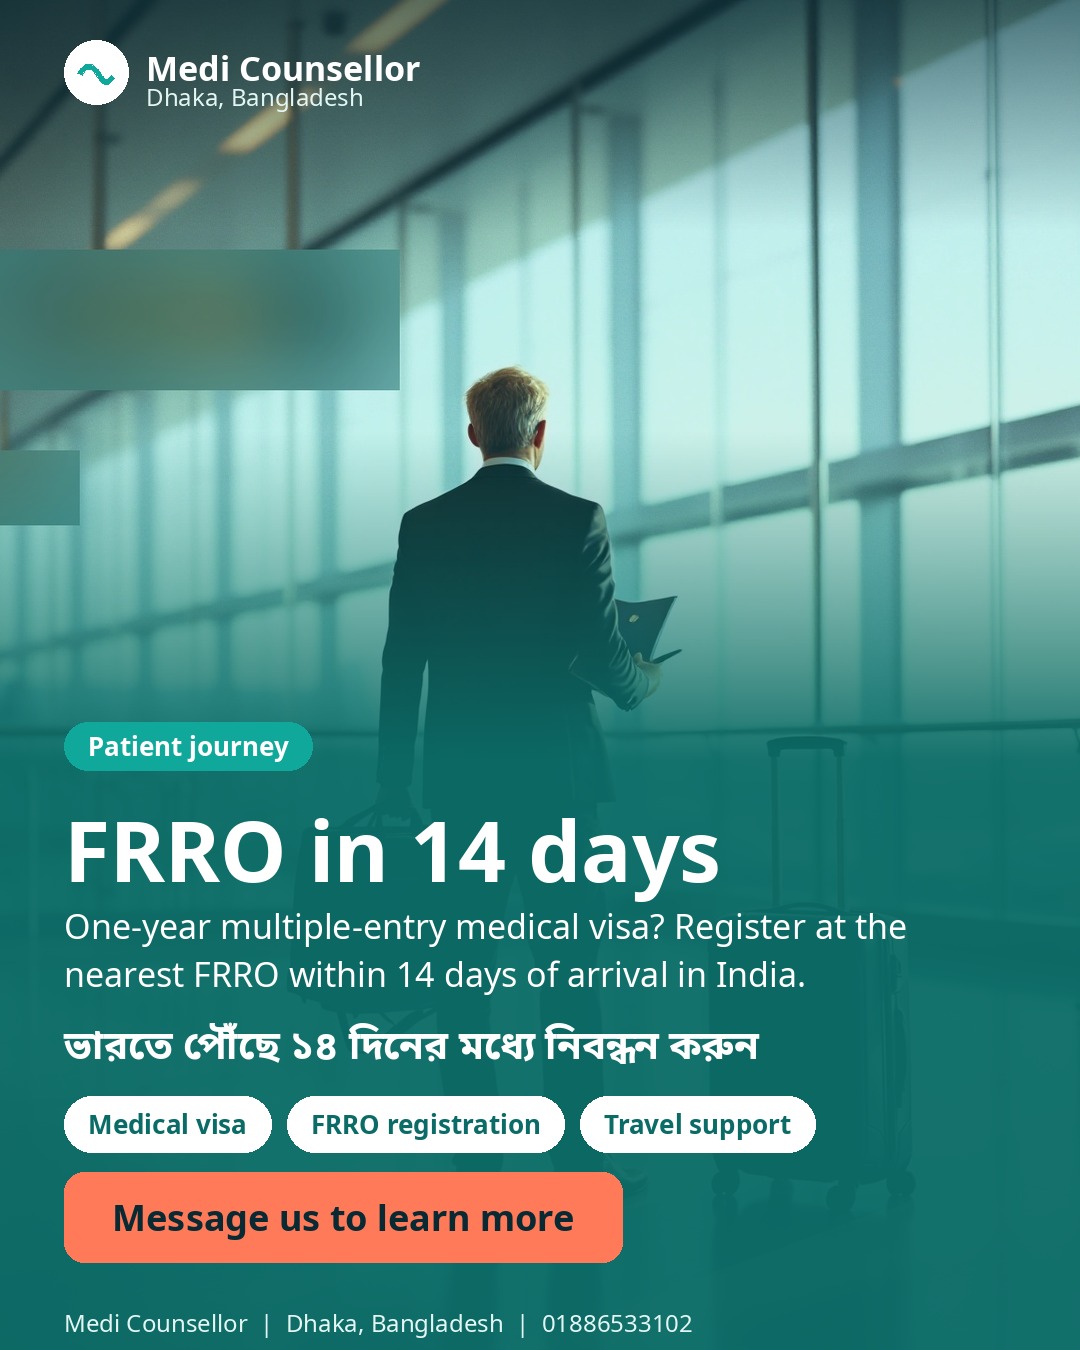 Medi Counsellor
Dhaka, Bangladesh
Patient journey
FRRO in 14 days
One-year multiple-entry medical visa? Register at the
nearest FRRO within 14 days of arrival in India.
ভারতে পৌঁছে ১৪ দিনের মধ্যে নিবন্ধন করুন
Medical visa
FRRO registration
Travel support
Message us to learn more
Medi Counsellor | Dhaka, Bangladesh | 01886533102